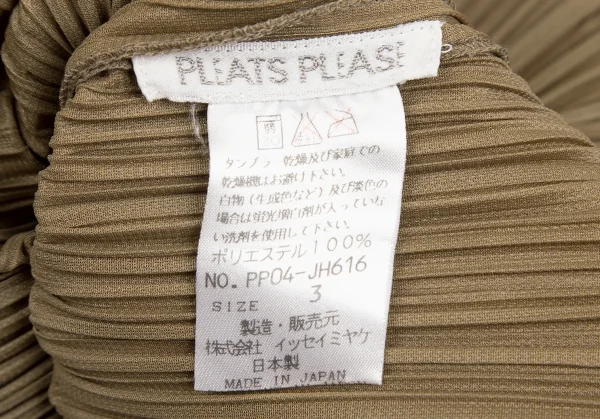 PLEATS PLEASE
タンブラ乾燥及び家庭での
乾燥機はお避け下さい。
白物(生成色など)及び淡色の
場合は蛍光増白剤が入っていな
い洗剤を使用して下さい。
ポリエステル100%
NO. PP04-JH616
SIZE 3
製造・販売元
株式会社 イッセイミヤケ
日本製
MADE IN JAPAN